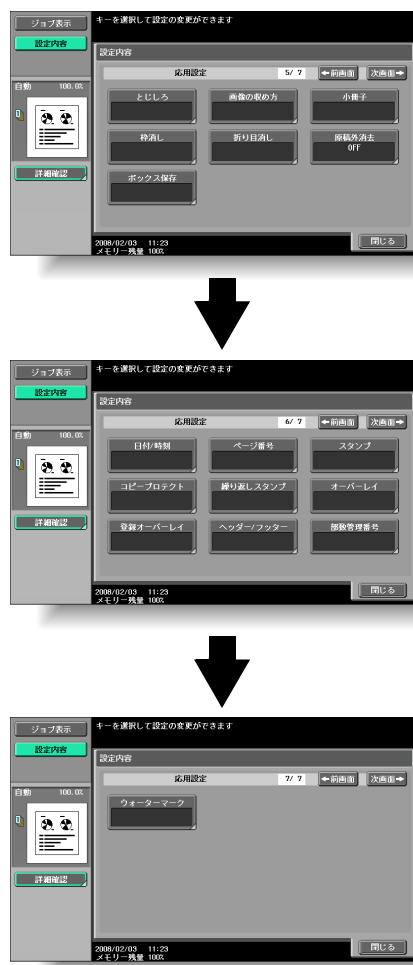 ジョブ表示
キーを選択して設定の変更ができます
設定内容
設定内容
応用設定 5/ 7 ←前画面 次画面→
自動 100.0%
とじしろ 画像の収め方 小冊子
枠消し 折り目消し 原稿外消去
OFF
詳細確認
ボックス保存
2008/02/03 11:23
メモリー残量 100%
閉じる
ジョブ表示
キーを選択して設定の変更ができます
設定内容
設定内容
応用設定 6/ 7 ←前画面 次画面→
自動 100.0%
日付/時刻 ページ番号 スタンプ
コピープロテクト 繰り返しスタンプ オーバーレイ
詳細確認
登録オーバーレイ ヘッダー/フッター 部数管理番号
2008/02/03 11:23
メモリー残量 100%
閉じる
ジョブ表示
キーを選択して設定の変更ができます
設定内容
設定内容
応用設定 7/ 7 ←前画面 次画面→
自動 100.0%
ウォーターマーク
詳細確認
2008/02/03 11:23
メモリー残量 100%
閉じる